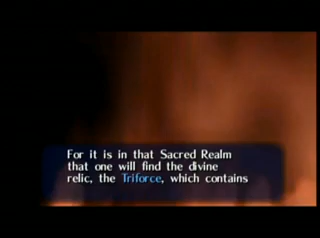 For it is in that Sacred Realm
that one will find the divine
relic, the Triforce, which contains